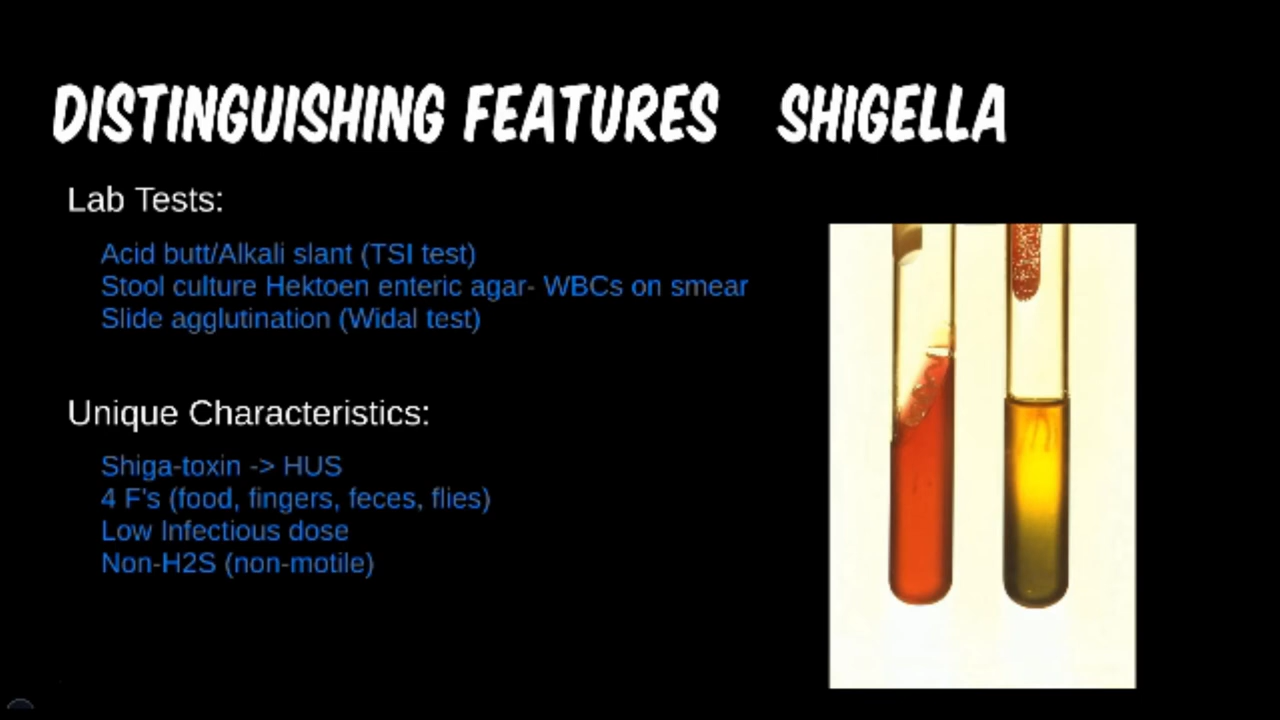 DISTINGUISHING FEATURES SHIGELLA
Lab Tests:
Acid butt/Alkali slant (TSI test)
Stool culture Hektoen enteric agar- WBCs on smear
Slide agglutination (Widal test)
Unique Characteristics:
Shiga-toxin -> HUS
4 F's (food, fingers, feces, flies)
Low Infectious dose
Non-H2S (non-motile)